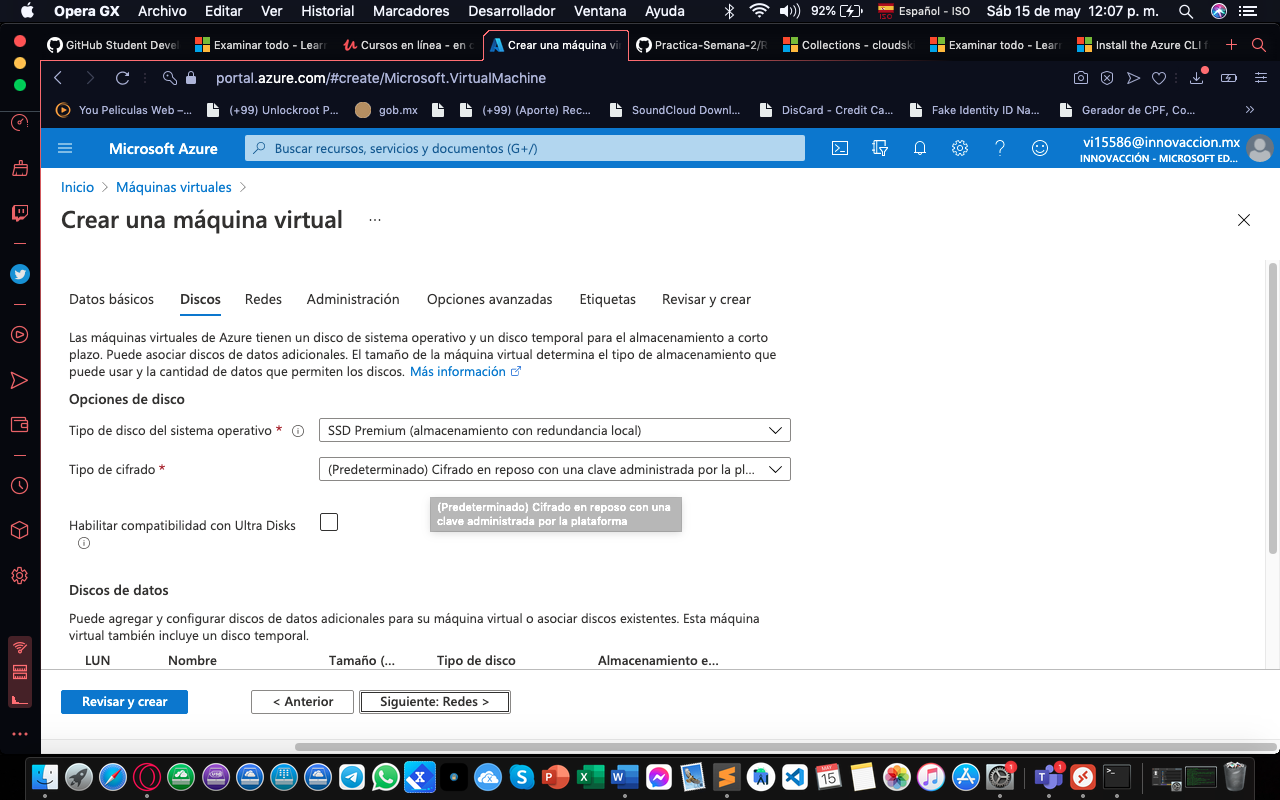 Opera GX Archivo Editar Ver Historial Marcadores Desarrollador Ventana Ayuda 92% Español - ISO Sáb 15 de may 12:07 p. m.
GitHub Student Devel Examinar todo - Learn Cursos en línea - en c Crear una máquina vi Practica-Semana-2/R Collections - cloudski Examinar todo - Learn Install the Azure CLI f
portal.azure.com/#create/Microsoft.VirtualMachine
You Peliculas Web –... (+99) Unlockroot P... gob.mx (+99) (Aporte) Rec... SoundCloud Downl... DisCard - Credit Ca... Fake Identity ID Na... Gerador de CPF, Co...
Microsoft Azure
Buscar recursos, servicios y documentos (G+/)
vi15586@innovaccion.mx
INNOVACCIÓN - MICROSOFT ED...
Inicio > Máquinas virtuales >
Crear una máquina virtual ...
Datos básicos Discos Redes Administración Opciones avanzadas Etiquetas Revisar y crear
Las máquinas virtuales de Azure tienen un disco de sistema operativo y un disco temporal para el almacenamiento a corto
plazo. Puede asociar discos de datos adicionales. El tamaño de la máquina virtual determina el tipo de almacenamiento que
puede usar y la cantidad de datos que permiten los discos. Más información
Opciones de disco
Tipo de disco del sistema operativo * SSD Premium (almacenamiento con redundancia local)
Tipo de cifrado * (Predeterminado) Cifrado en reposo con una clave administrada por la pl...
(Predeterminado) Cifrado en reposo con una
clave administrada por la plataforma
Habilitar compatibilidad con Ultra Disks
Discos de datos
Puede agregar y configurar discos de datos adicionales para su máquina virtual o asociar discos existentes. Esta máquina
virtual también incluye un disco temporal.
LUN Nombre Tamaño (... Tipo de disco Almacenamiento e...
Revisar y crear < Anterior Siguiente: Redes >
MAY
15
1
1